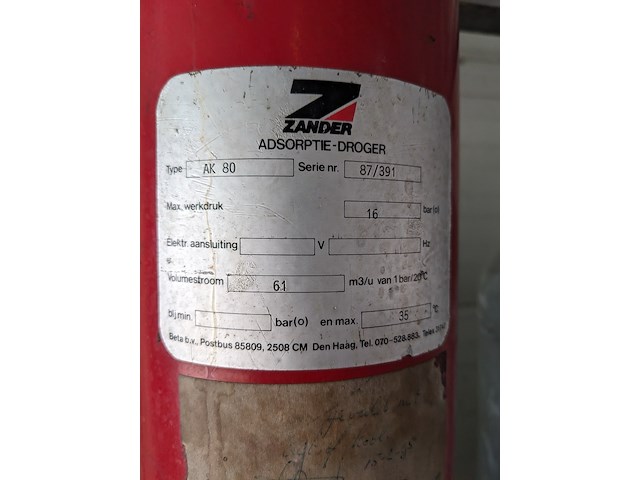 ZANDER
ADSORPTIE-DROGER
Type AK 80 Serie nr. 87/391
Max. werkdruk 16 bar(o)
Elektr. aansluiting V Hz
Volumestroom 61 m3/u van 1 bar/20°C
bij min. bar(o) en max. 35 °C
Beta b.v., Postbus 85809, 2508 CM Den Haag, Tel. 070-528.883, Telex